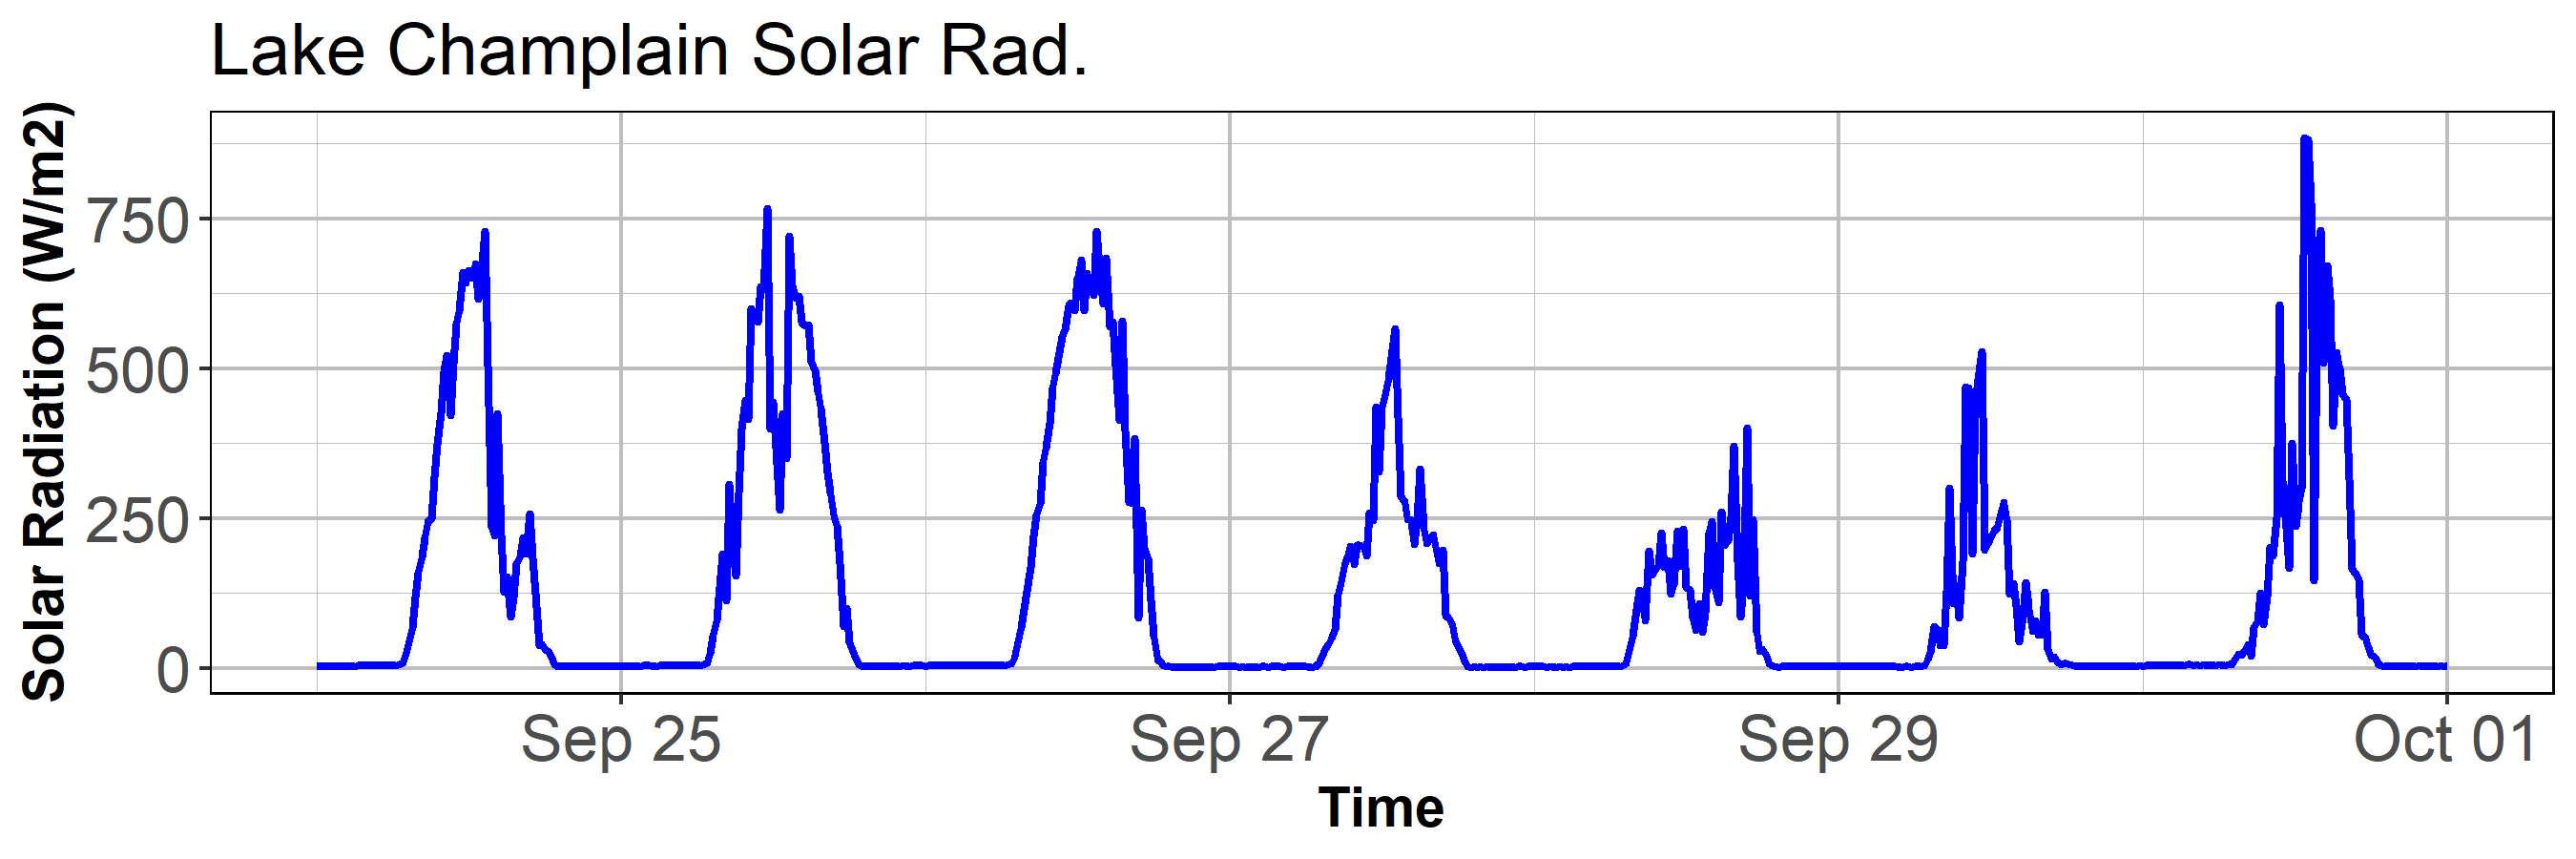 Lake Champlain Solar Rad.
Solar Radiation (W/m2)
750
500
250
0
Sep 25
Sep 27
Sep 29
Oct 01
Time